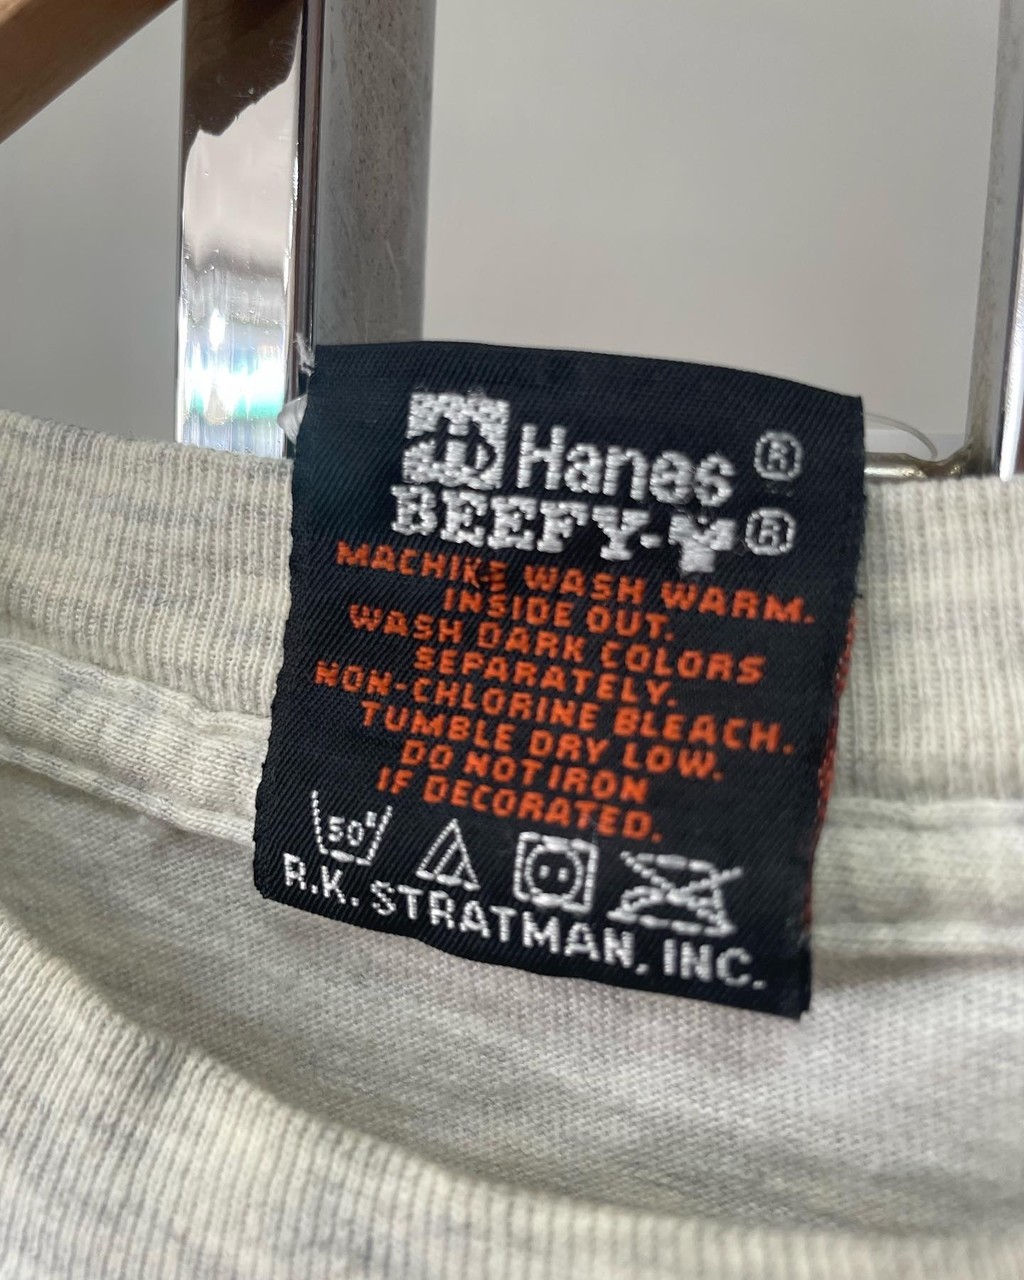 Hanes ®
BEEFY-T ®
MACHINE WASH WARM.
INSIDE OUT.
WASH DARK COLORS
SEPARATELY.
NON-CHLORINE BLEACH.
TUMBLE DRY LOW.
DO NOT IRON
IF DECORATED.
50°
R.K. STRATMAN, INC.